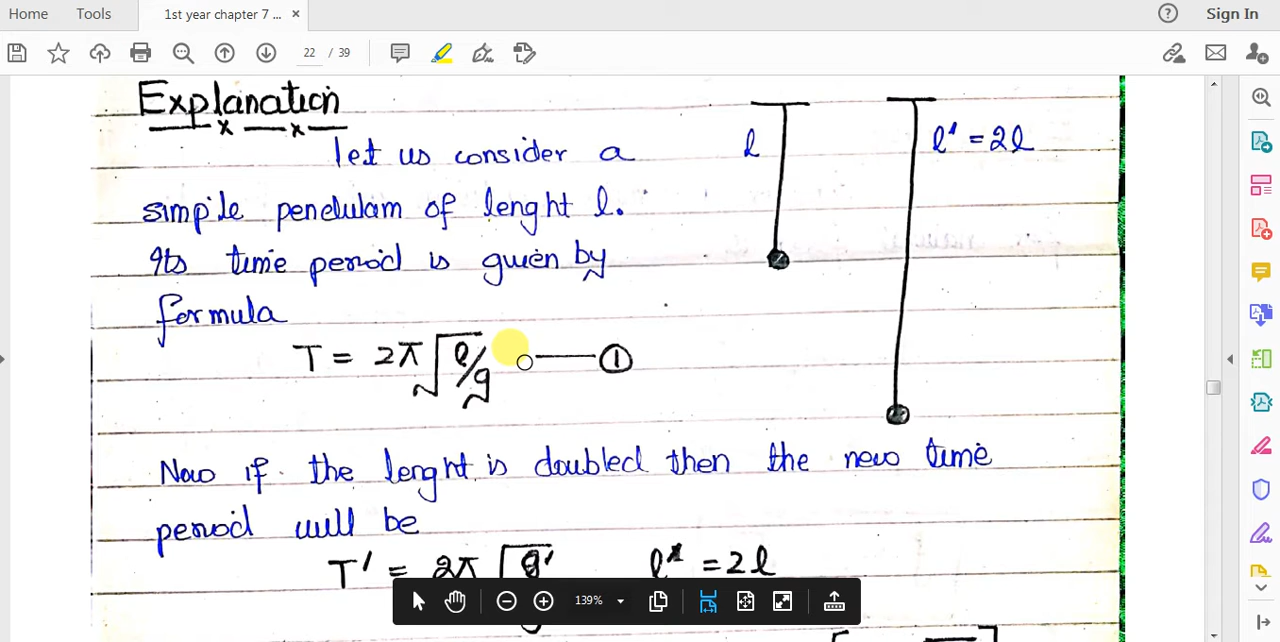 Home Tools 1st year chapter 7 ... × ? Sign In
22 / 39
Explanation
let us consider a
simple pendulam of lenght l.
Its time period is given by
formula
T = 2π √l/g — ①
l
l' = 2l
Now if the lenght is doubled then the new time
period will be
T' = 2π √ l' = 2l
139%